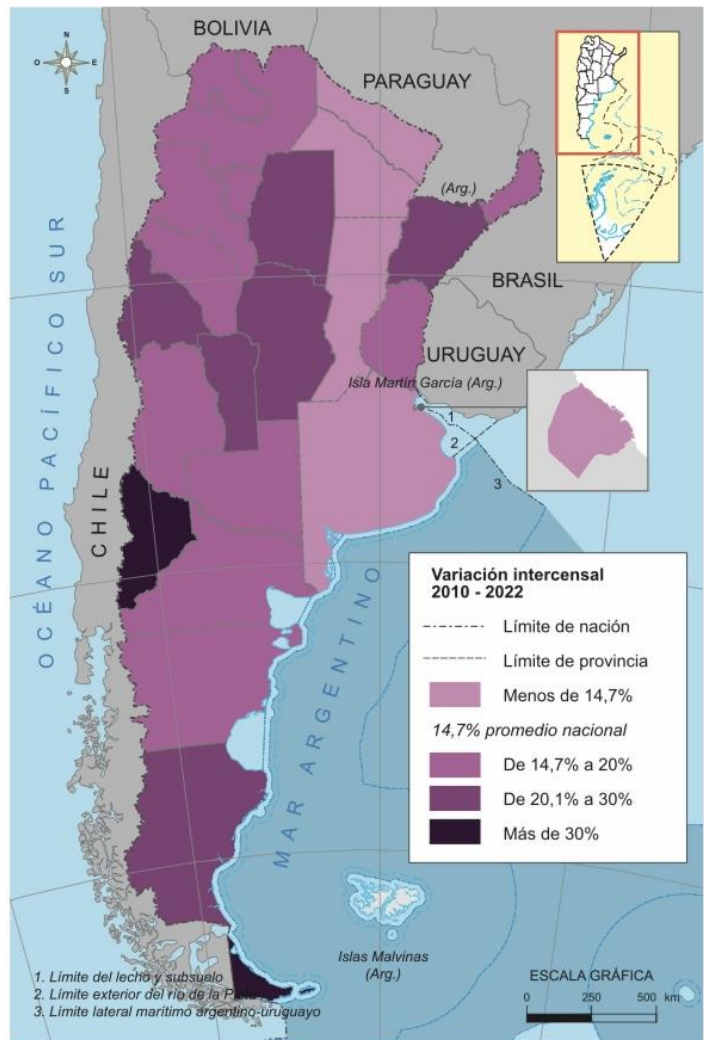 BOLIVIA
PARAGUAY
N
O E
S
(Arg.)
BRASIL
URUGUAY
Isla Martín García (Arg.)
1
2
3
OCÉANO PACÍFICO SUR
CHILE
MAR ARGENTINO
Variación intercensal
2010 - 2022
Límite de nación
Límite de provincia
Menos de 14,7%
14,7% promedio nacional
De 14,7% a 20%
De 20,1% a 30%
Más de 30%
Islas Malvinas
(Arg.)
1. Límite del lecho y subsuelo
2. Límite exterior del río de la Plata
3. Límite lateral marítimo argentino-uruguayo
ESCALA GRÁFICA
0 250 500 km